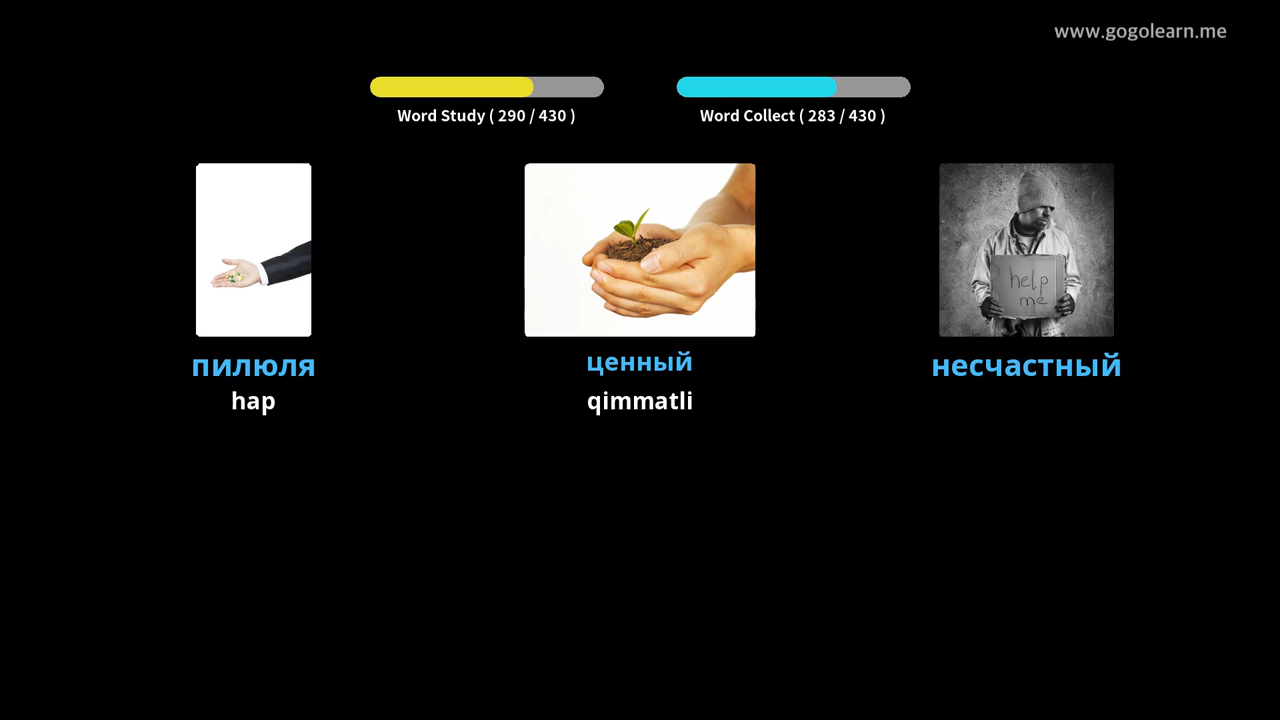 www.gogolearn.me
Word Study ( 290 / 430 )
Word Collect ( 283 / 430 )
help
me
пилюля
ценный
несчастный
hap
qimmatli